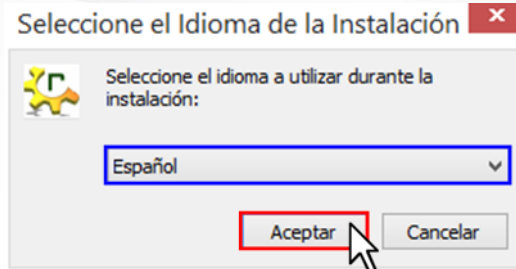 Seleccione el Idioma de la Instalación
Seleccione el idioma a utilizar durante la
instalación:
Español
Aceptar
Cancelar